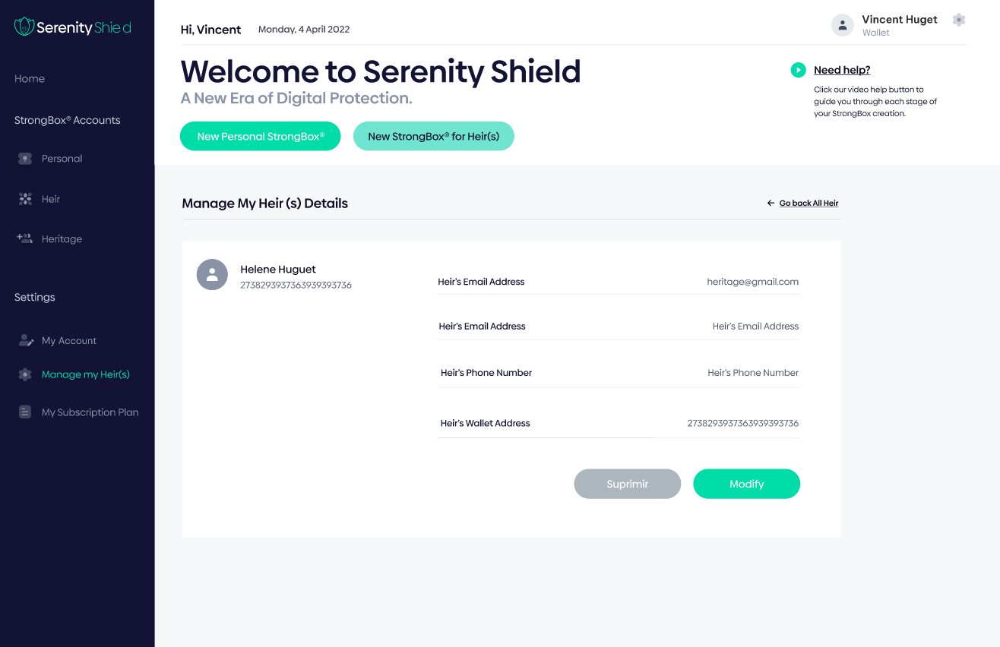 Serenity Shield
Home
StrongBox® Accounts
Personal
Heir
Heritage
Settings
My Account
Manage my Heir(s)
My Subscription Plan
Hi, Vincent
Monday, 4 April 2022
Vincent Huget
Wallet
Welcome to Serenity Shield
A New Era of Digital Protection.
Need help?
Click our video help button to
guide you through each stage of
your StrongBox creation.
New Personal StrongBox®
New StrongBox® for Heir(s)
Manage My Heir (s) Details
Go back All Heir
Helene Huguet
2738293937363939393736
Heir's Email Address
heritage@gmail.com
Heir's Email Address
Heir's Email Address
Heir's Phone Number
Heir's Phone Number
Heir's Wallet Address
2738293937363939393736
Suprimir
Modify